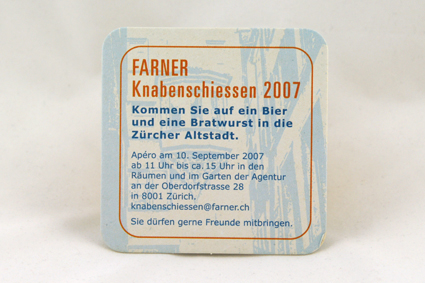 FARNER
Knabenschiessen 2007
Kommen Sie auf ein Bier
und eine Bratwurst in die
Zürcher Altstadt.
Apéro am 10. September 2007
ab 11 Uhr bis ca. 15 Uhr in den
Räumen und im Garten der Agentur
an der Oberdorfstrasse 28
in 8001 Zürich.
knabenschiessen@farner.ch
Sie dürfen gerne Freunde mitbringen.